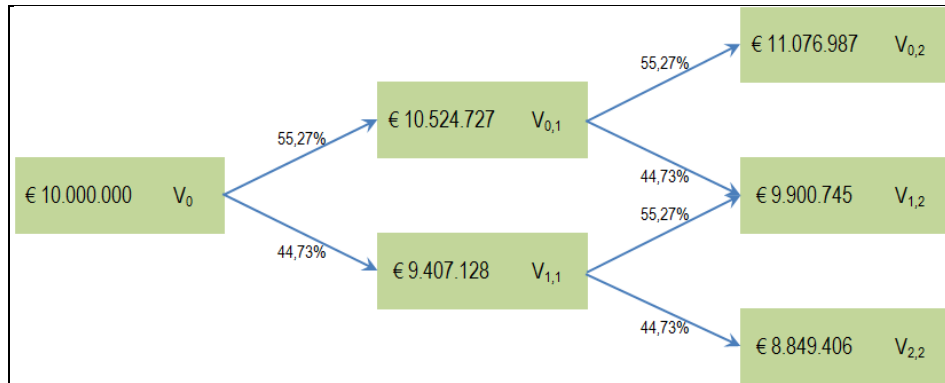 € 11.076.987 V0,2
55,27%
€ 10.524.727 V0,1
55,27%
44,73%
€ 10.000.000 V0
€ 9.900.745 V1,2
55,27%
44,73%
€ 9.407.128 V1,1
44,73%
€ 8.849.406 V2,2